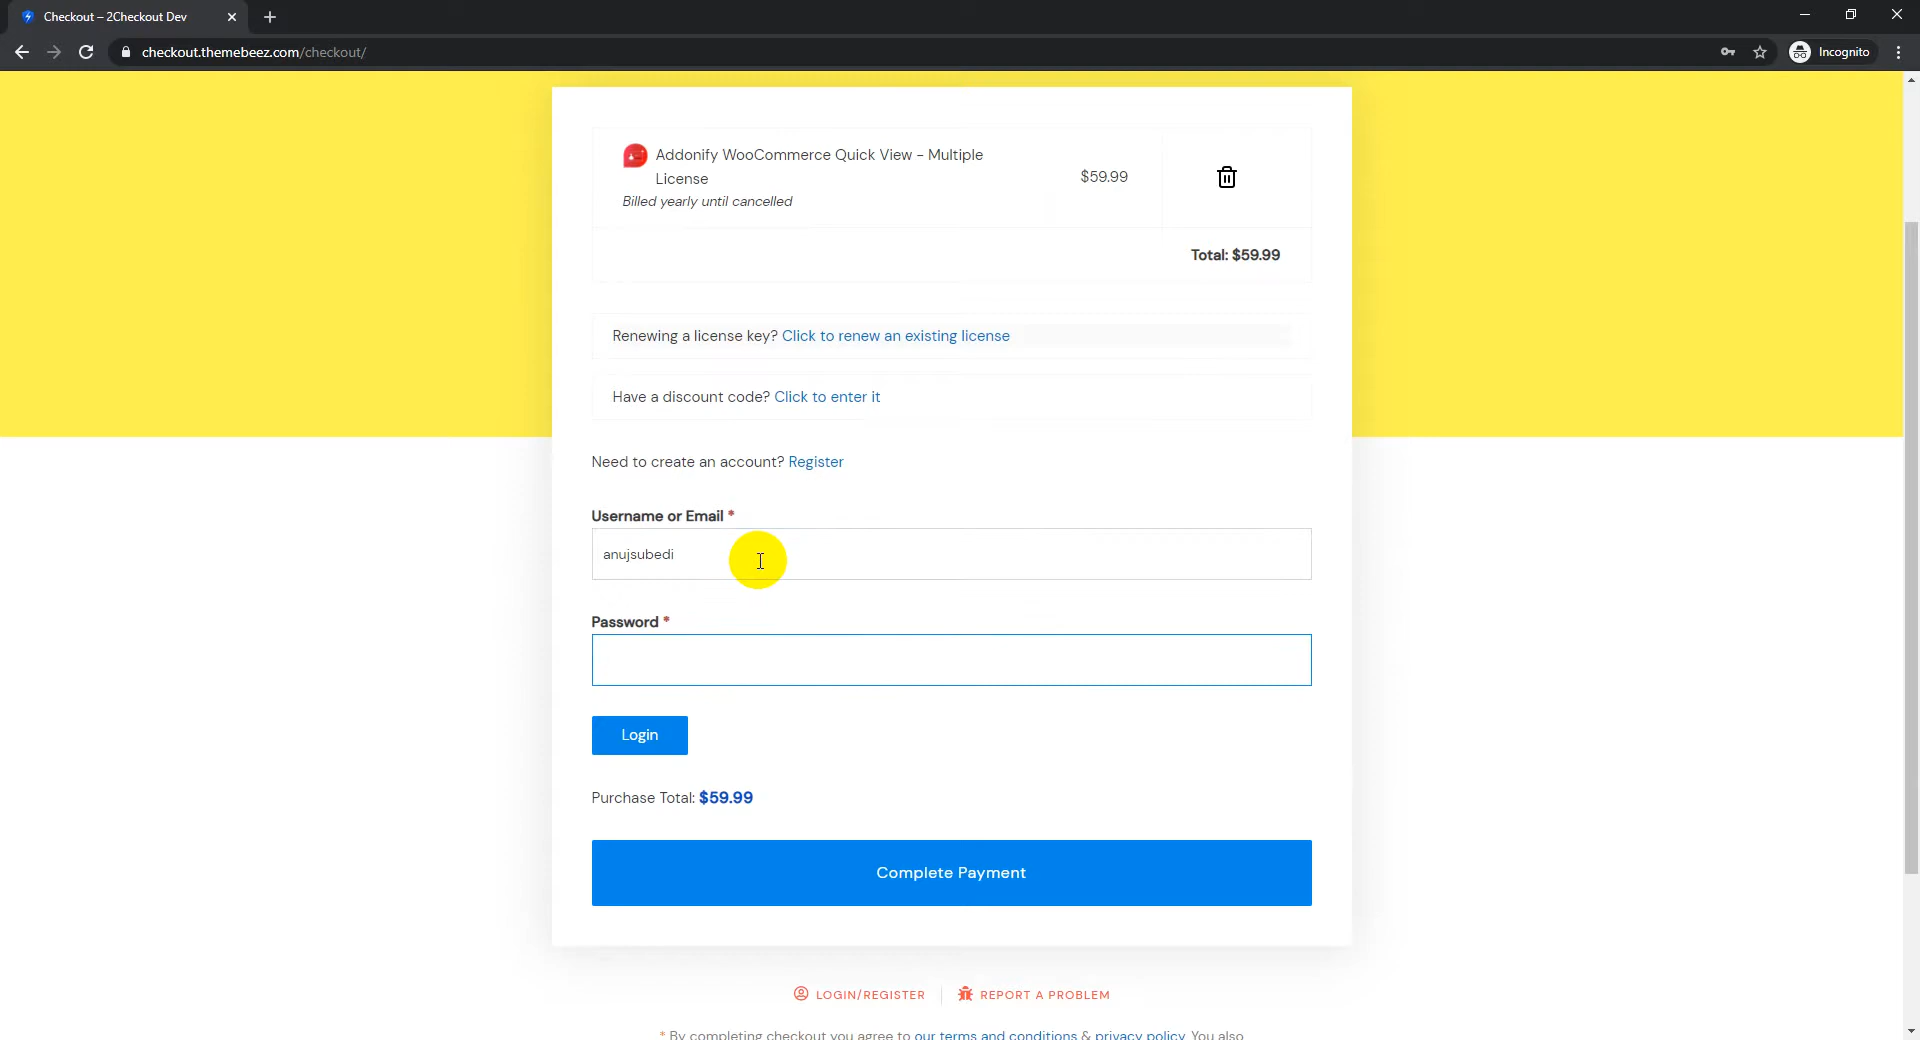 Checkout – 2Checkout Dev
checkout.themebeez.com/checkout/
Incognito
Addonify WooCommerce Quick View - Multiple
License
$59.99
Billed yearly until cancelled
Total: $59.99
Renewing a license key? Click to renew an existing license
Have a discount code? Click to enter it
Need to create an account? Register
Username or Email *
anujsubedi
Password *
Login
Purchase Total: $59.99
Complete Payment
LOGIN/REGISTER
REPORT A PROBLEM
* By completing checkout you agree to our terms and conditions & privacy policy. You also